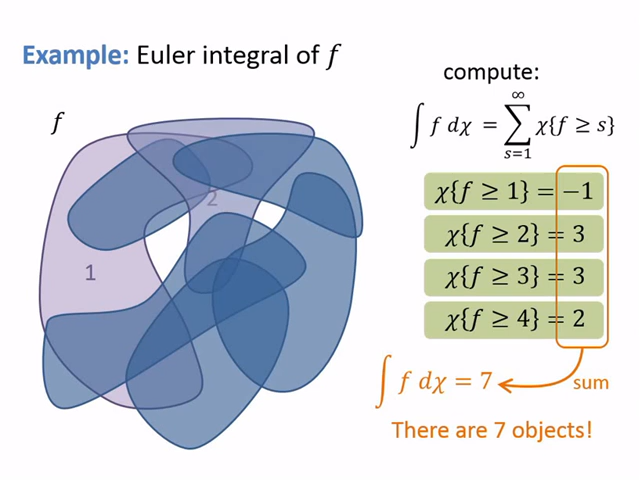 Example: Euler integral of f
compute:
f
∫ f dχ = ∑_{s=1}^{∞} χ{f ≥ s}
χ{f ≥ 1} = −1
2
χ{f ≥ 2} = 3
1
χ{f ≥ 3} = 3
χ{f ≥ 4} = 2
∫ f dχ = 7
sum
There are 7 objects!